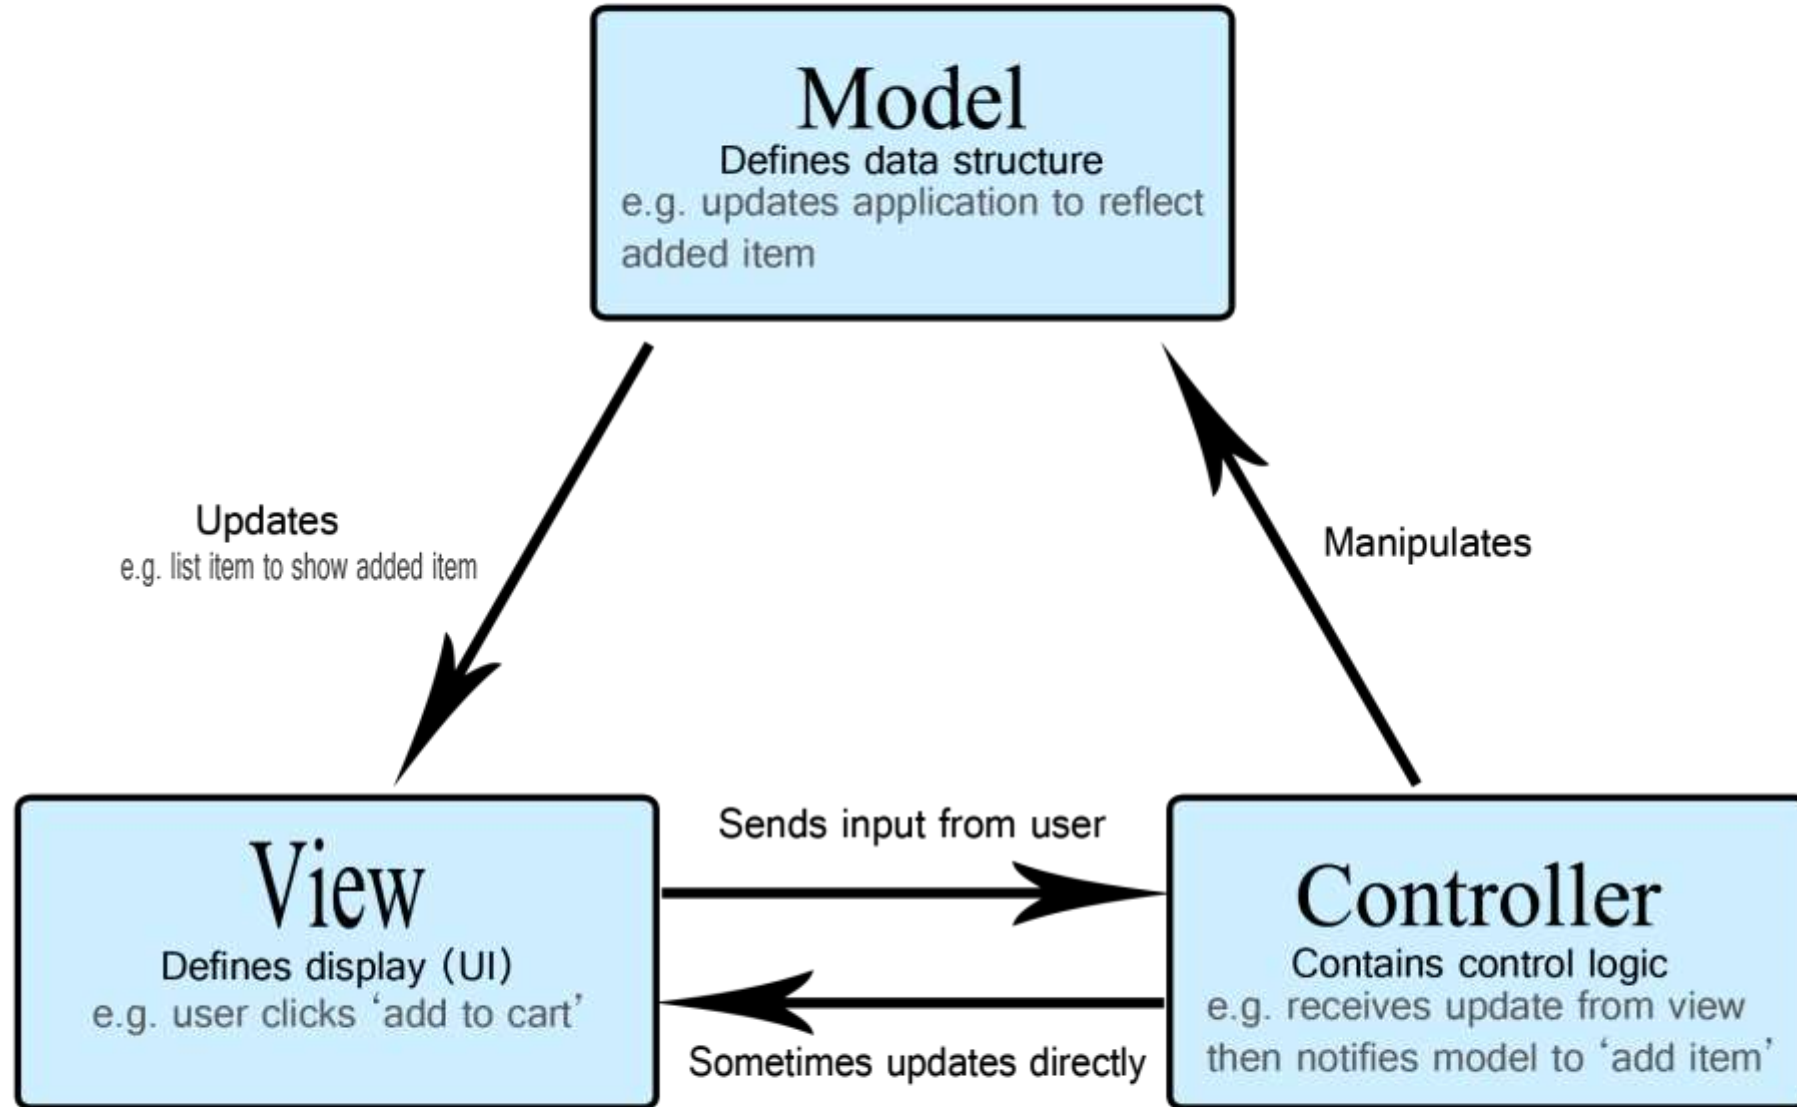 Model
Defines data structure
e.g. updates application to reflect
added item
Updates
e.g. list item to show added item
Manipulates
Sends input from user
View
Defines display (UI)
e.g. user clicks ‘add to cart’
Controller
Contains control logic
e.g. receives update from view
then notifies model to ‘add item’
Sometimes updates directly